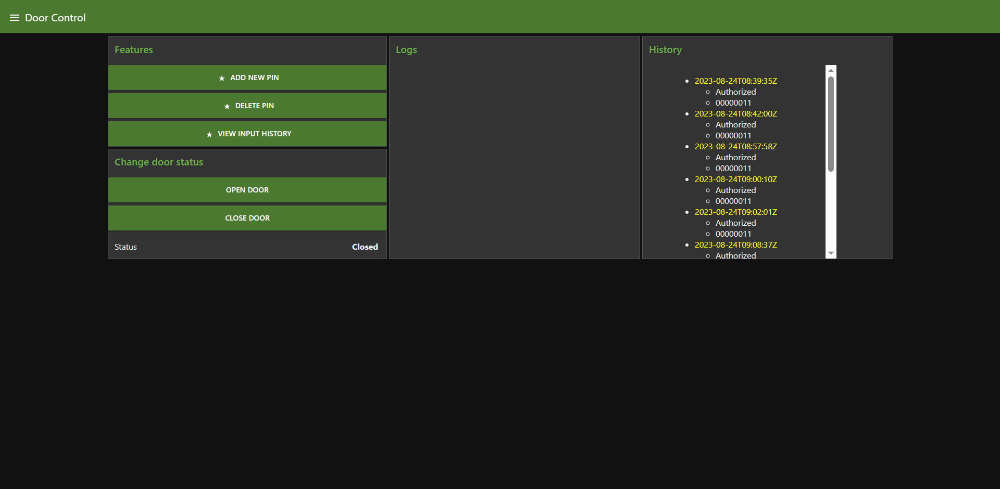 Door Control
Features
ADD NEW PIN
DELETE PIN
VIEW INPUT HISTORY
Change door status
OPEN DOOR
CLOSE DOOR
Status Closed
Logs
History
2023-08-24T08:39:35Z
Authorized
00000011
2023-08-24T08:42:00Z
Authorized
00000011
2023-08-24T08:57:58Z
Authorized
00000011
2023-08-24T09:00:10Z
Authorized
00000011
2023-08-24T09:02:01Z
Authorized
00000011
2023-08-24T09:08:37Z
Authorized